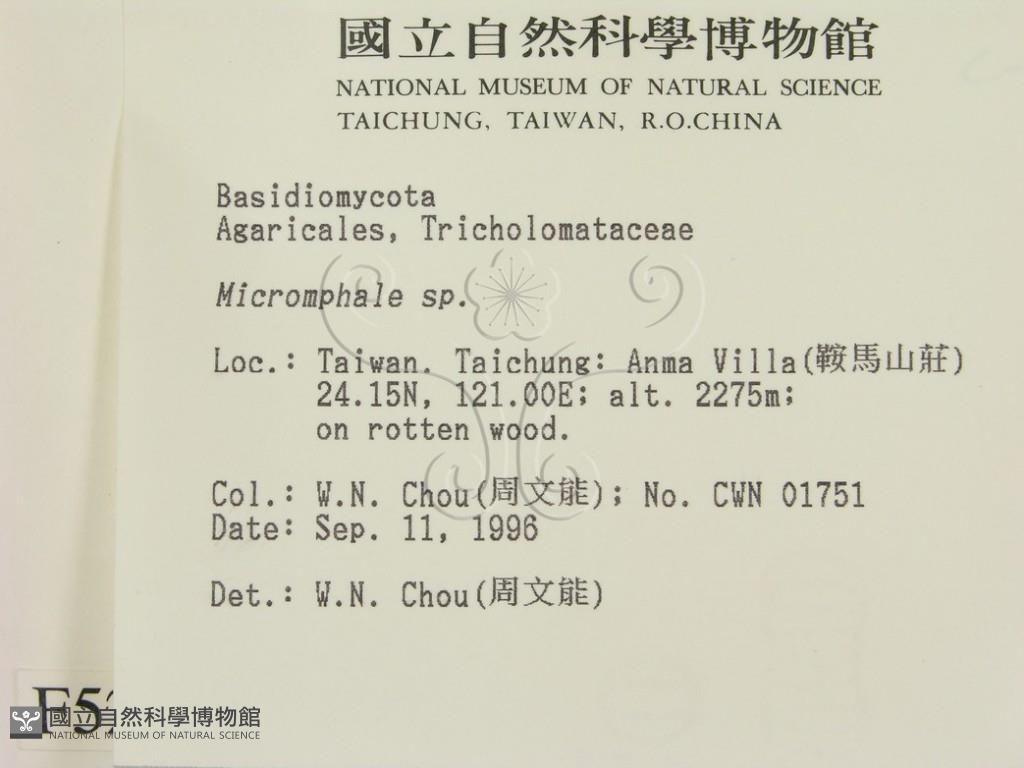 國立自然科學博物館
NATIONAL MUSEUM OF NATURAL SCIENCE
TAICHUNG, TAIWAN, R.O.CHINA
Basidiomycota
Agaricales, Tricholomataceae
Micromphale sp.
Loc.: Taiwan. Taichung: Anma Villa(鞍馬山莊)
24.15N, 121.00E; alt. 2275m;
on rotten wood.
Col.: W.N. Chou(周文能); No. CWN 01751
Date: Sep. 11, 1996
Det.: W.N. Chou(周文能)
國立自然科學博物館
NATIONAL MUSEUM OF NATURAL SCIENCE